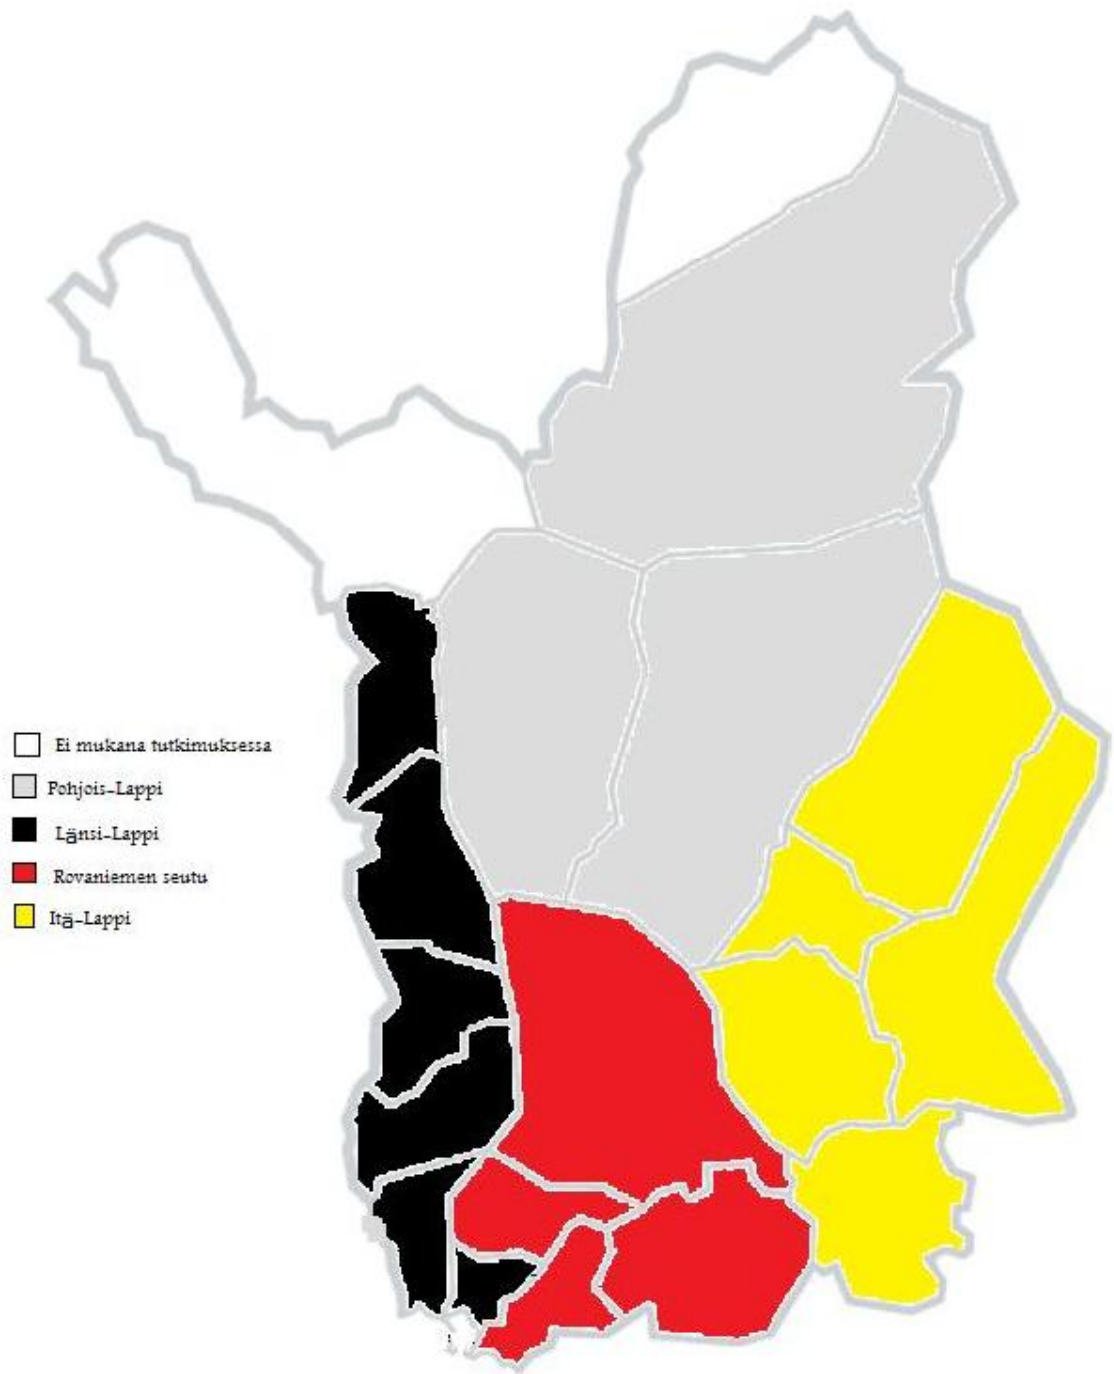 Ei mukana tutkimuksessa
Pohjois-Lappi
Länsi-Lappi
Rovaniemen seutu
Itä-Lappi